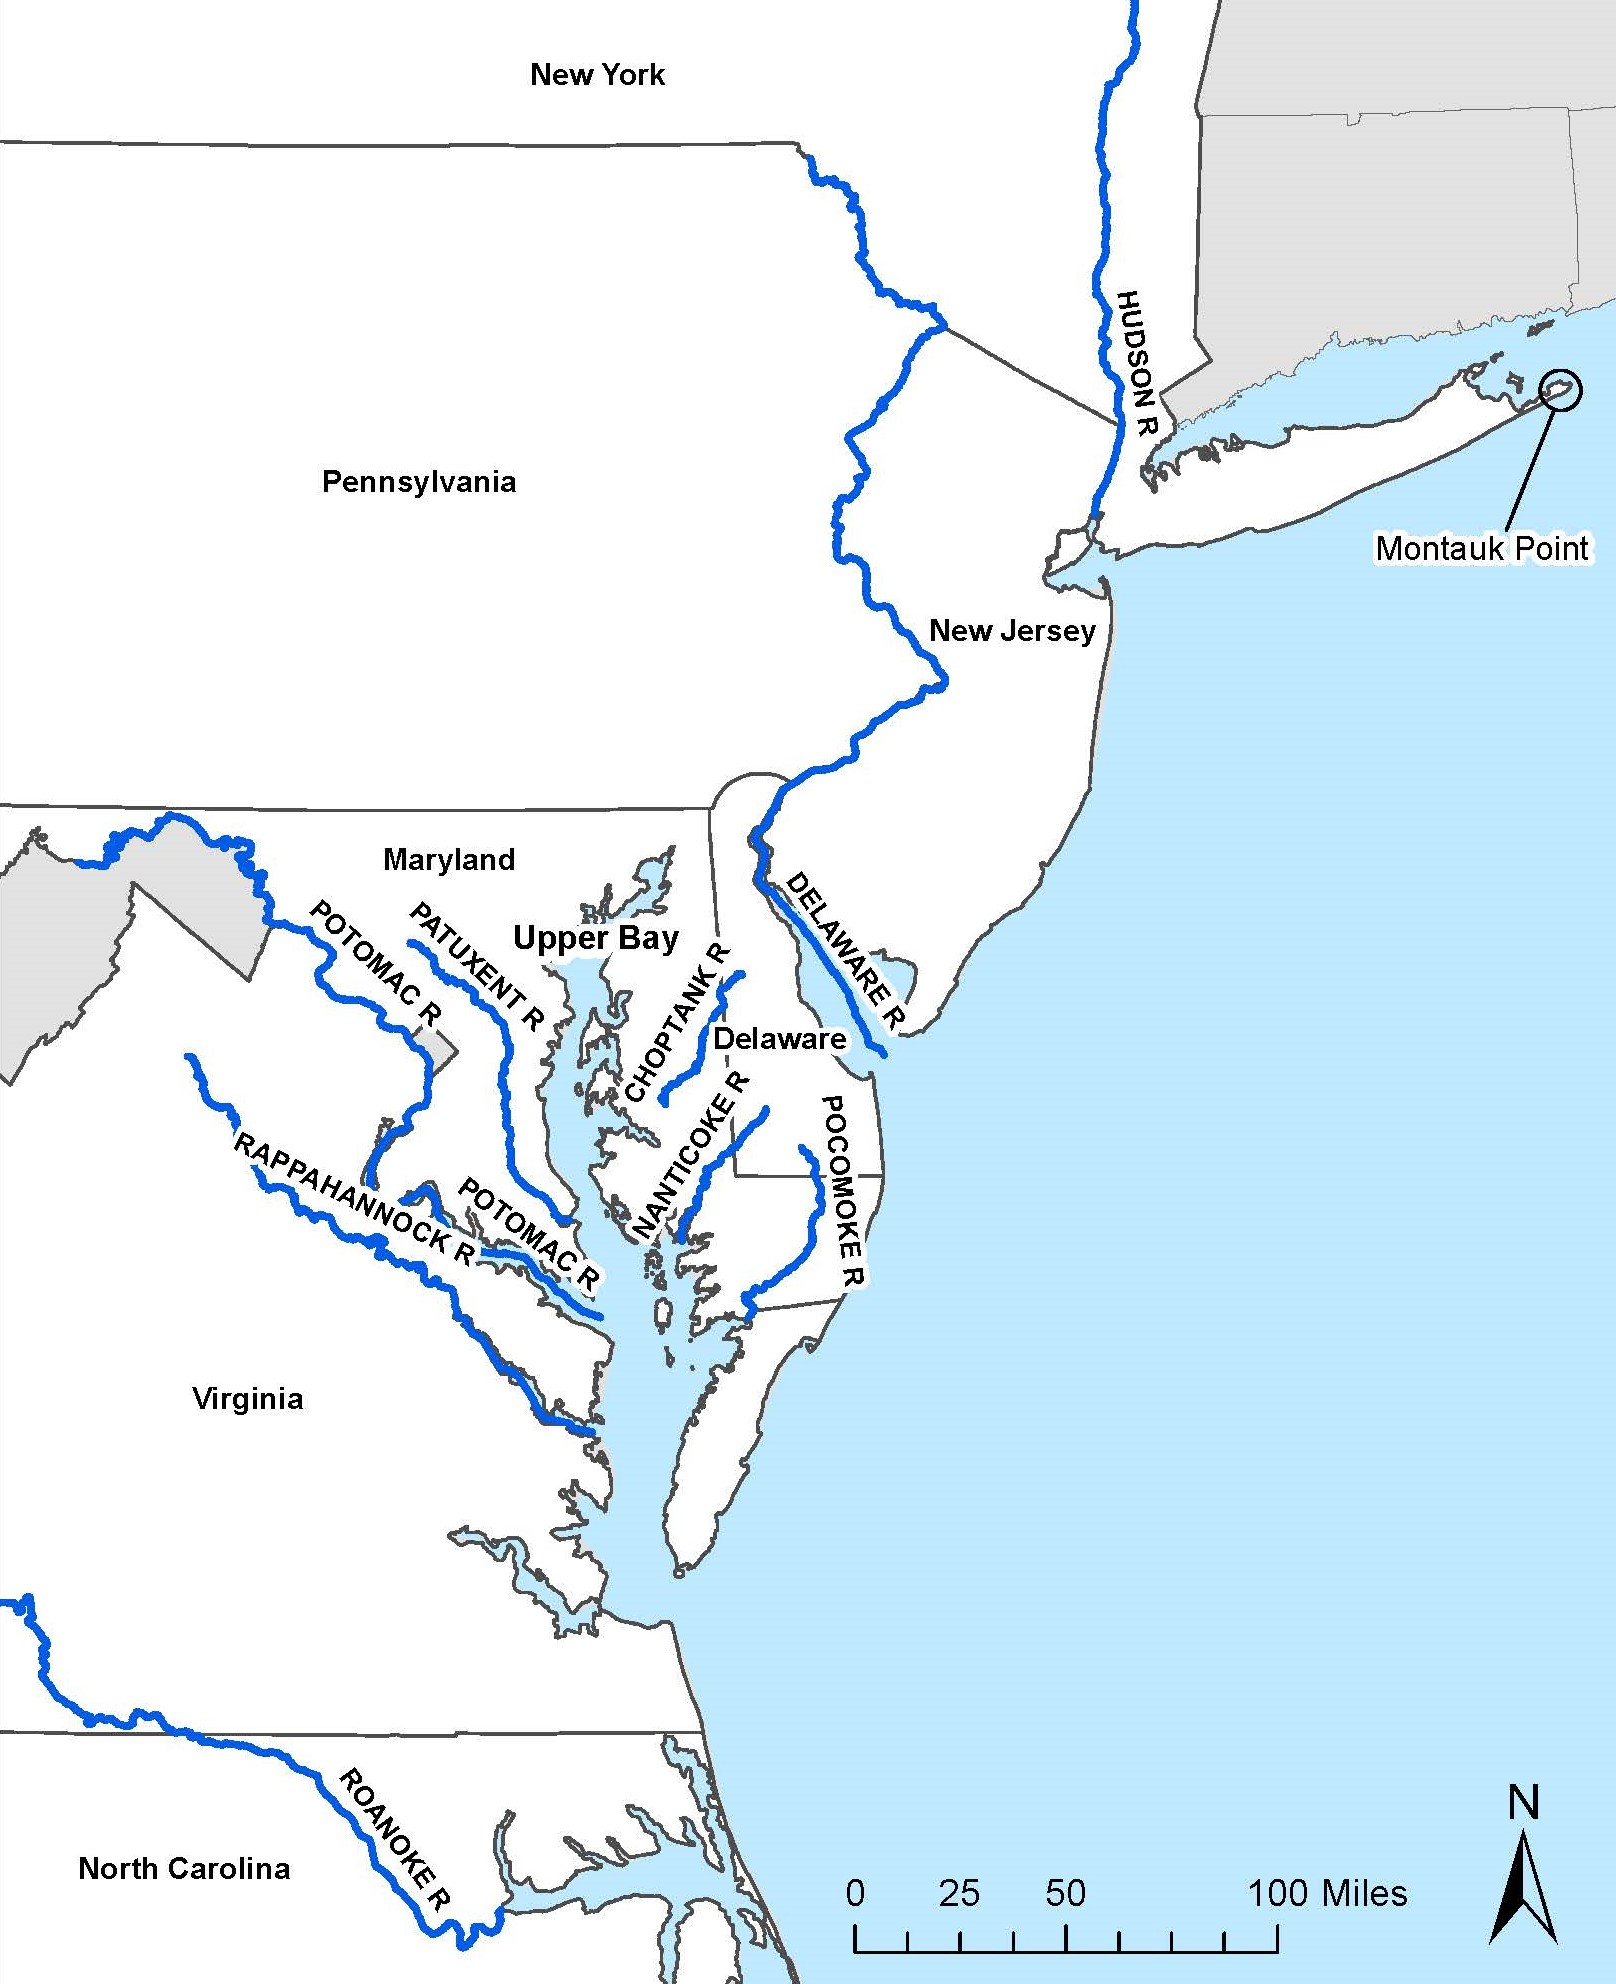 New York
HUDSON R
Pennsylvania
Montauk Point
New Jersey
Maryland
POTOMAC R
PATUXENT R
Upper Bay
DELAWARE R
CHOPTANK R
Delaware
NANTICOKE R
POCOMOKE R
RAPPAHANNOCK R
POTOMAC R
Virginia
ROANOKE R
North Carolina
N
0 25 50 100 Miles